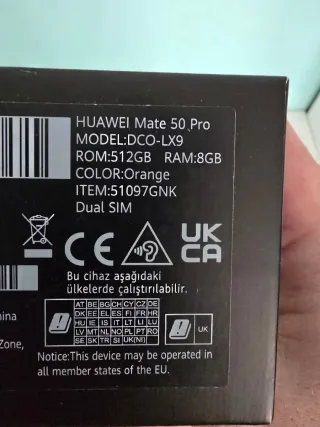 HUAWEI Mate 50 Pro
MODEL:DCO-LX9
ROM:512GB RAM:8GB
COLOR:Orange
ITEM:51097GNK
Dual SIM
CE
UK
CA
Bu cihaz aşağıdaki
ülkelerde çalıştırılabilir.
AT BE BG CH CY CZ DE
DK EE EL ES FI FR HR
HU IE IS IT LT LI LU
LV MT NL NO PL PT RO
SE SK TR SI UK(NI)
UK
hina
Zone,
Notice:This device may be operated in
all member states of the EU.